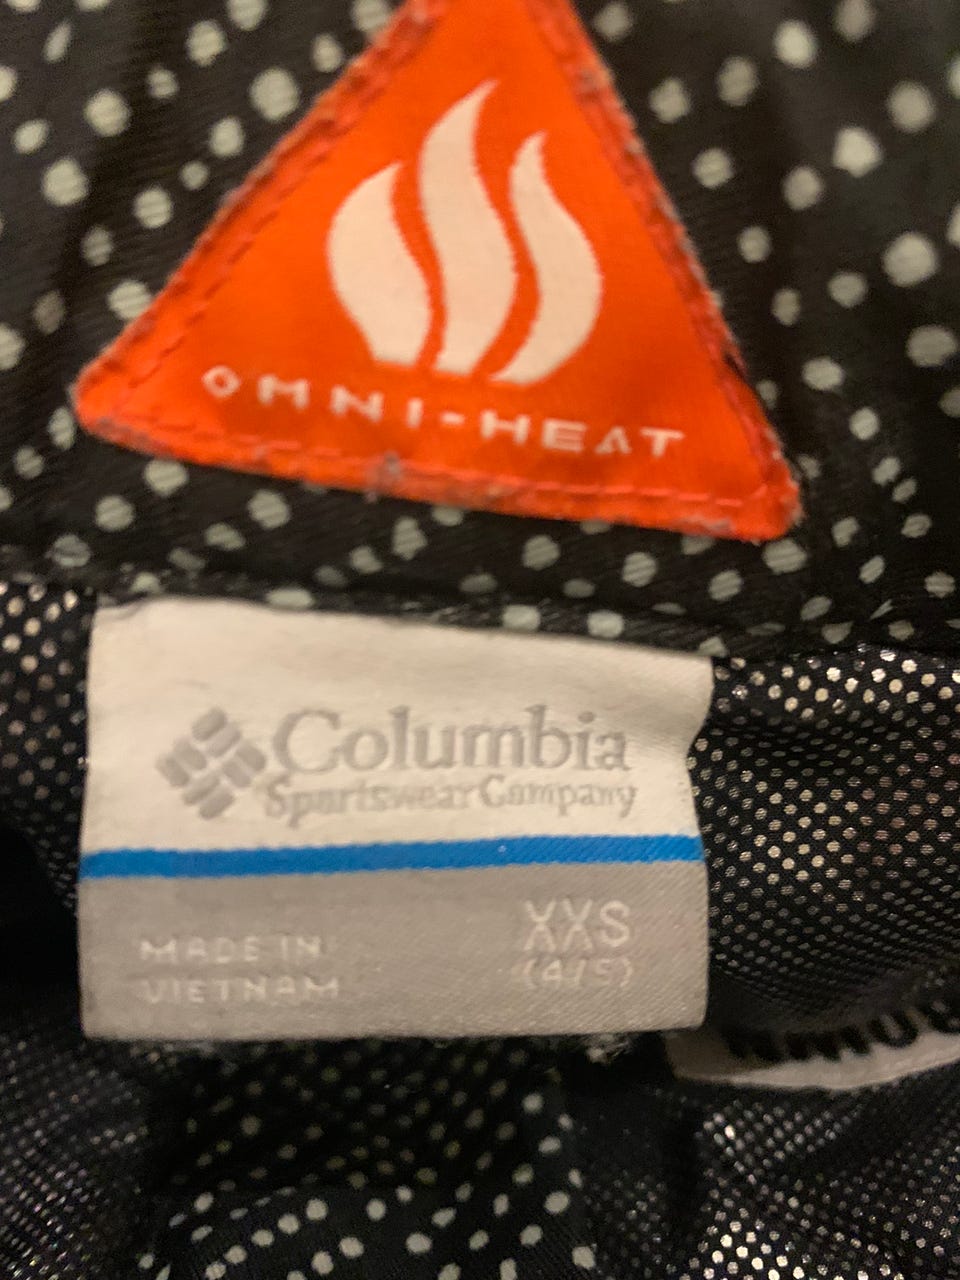 OMNI-HEAT
Columbia
Sportswear Company
XXS
MADE IN
(4/5)
VIETNAM